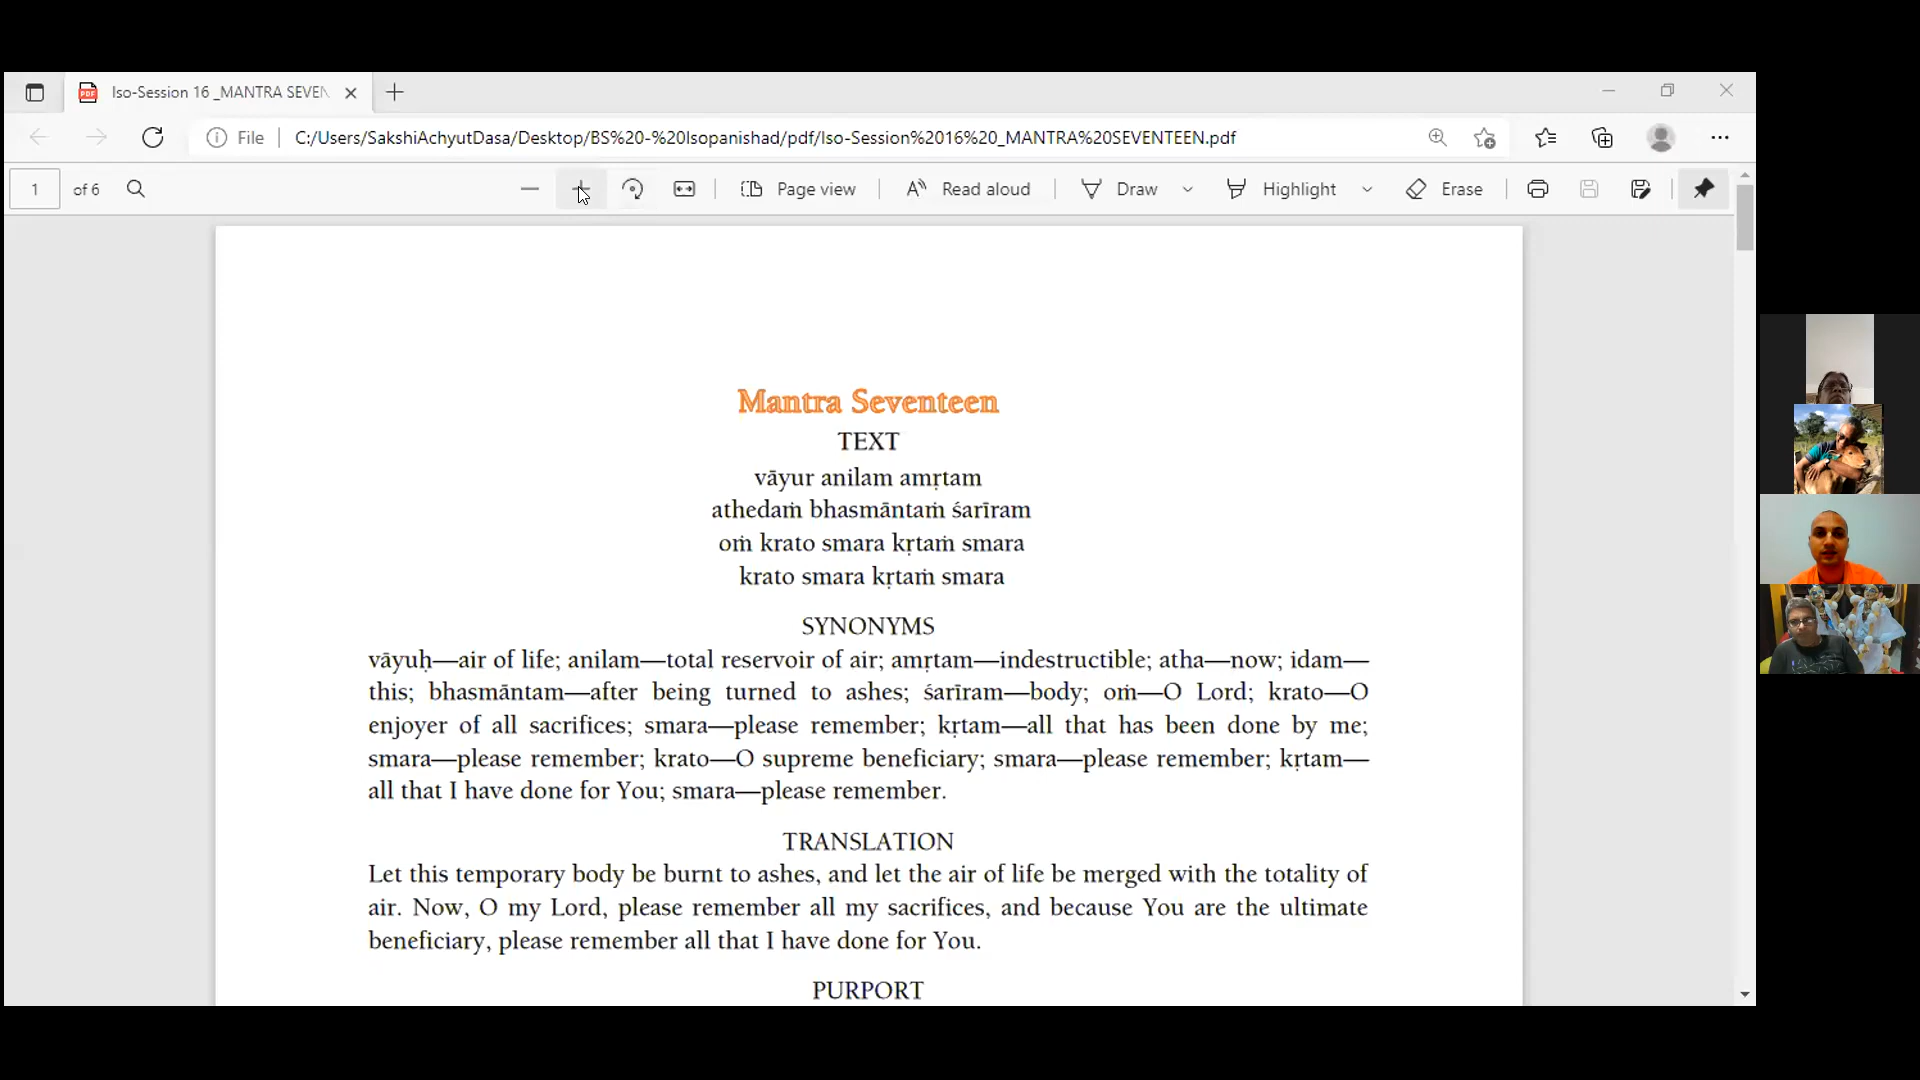 Iso-Session 16 _MANTRA SEVEN
File
C:/Users/SakshiAchyutDasa/Desktop/BS%20-%20Isopanishad/pdf/Iso-Session%2016%20_MANTRA%20SEVENTEEN.pdf
1 of 6
Page view
Read aloud
Draw
Highlight
Erase
Mantra Seventeen
TEXT
vāyur anilam amṛtam
athedaṁ bhasmāntaṁ śarīram
oṁ krato smara kṛtaṁ smara
krato smara kṛtaṁ smara
SYNONYMS
vāyuḥ—air of life; anilam—total reservoir of air; amṛtam—indestructible; atha—now; idam—
this; bhasmāntam—after being turned to ashes; śarīram—body; oṁ—O Lord; krato—O
enjoyer of all sacrifices; smara—please remember; kṛtam—all that has been done by me;
smara—please remember; krato—O supreme beneficiary; smara—please remember; kṛtam—
all that I have done for You; smara—please remember.
TRANSLATION
Let this temporary body be burnt to ashes, and let the air of life be merged with the totality of
air. Now, O my Lord, please remember all my sacrifices, and because You are the ultimate
beneficiary, please remember all that I have done for You.
PURPORT